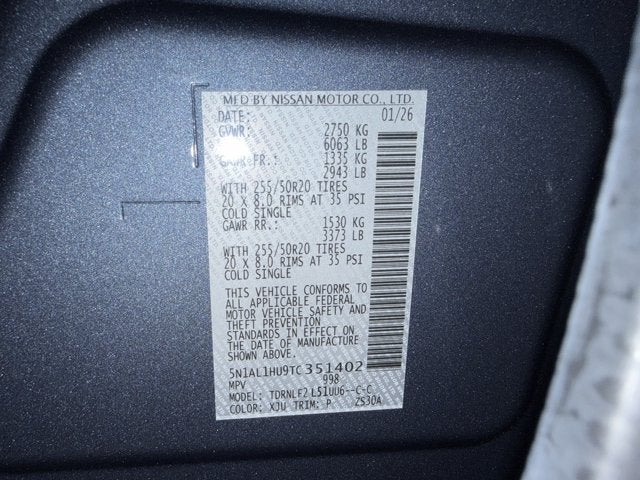 MFD BY NISSAN MOTOR CO., LTD.
DATE: 01/26
GVWR: 2750 KG
6063 LB
GAWR FR.: 1335 KG
2943 LB
WITH 255/50R20 TIRES
20 X 8.0 RIMS AT 35 PSI
COLD SINGLE
GAWR RR.: 1530 KG
3373 LB
WITH 255/50R20 TIRES
20 X 8.0 RIMS AT 35 PSI
COLD SINGLE
THIS VEHICLE CONFORMS TO
ALL APPLICABLE FEDERAL
MOTOR VEHICLE SAFETY AND
THEFT PREVENTION
STANDARDS IN EFFECT ON
THE DATE OF MANUFACTURE
SHOWN ABOVE.
5N1AL1HU9TC351402
MPV 998
MODEL: TDRNLF2 L51UU6--C-C
COLOR: XJU TRIM: P ZS30A